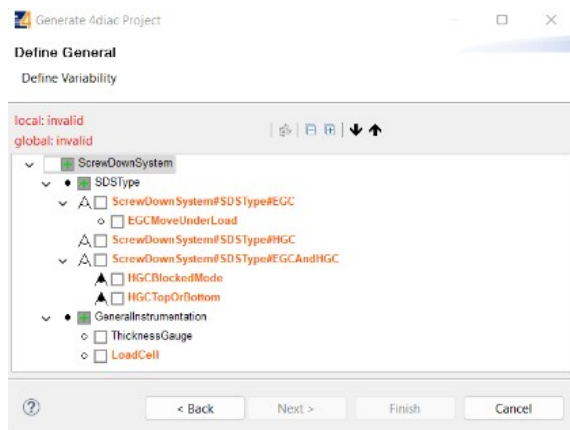 Generate 4diac Project
Define General
Define Variability
local: invalid
global: invalid
ScrewDownSystem
SDSType
ScrewDownSystem#SDSType#EGC
EGCMoveUnderLoad
ScrewDownSystem#SDSType#HGC
ScrewDownSystem#SDSType#EGCAndHGC
HGCBlockedMode
HGCTopOrBottom
GeneralInstrumentation
ThicknessGauge
LoadCell
< Back Next > Finish Cancel